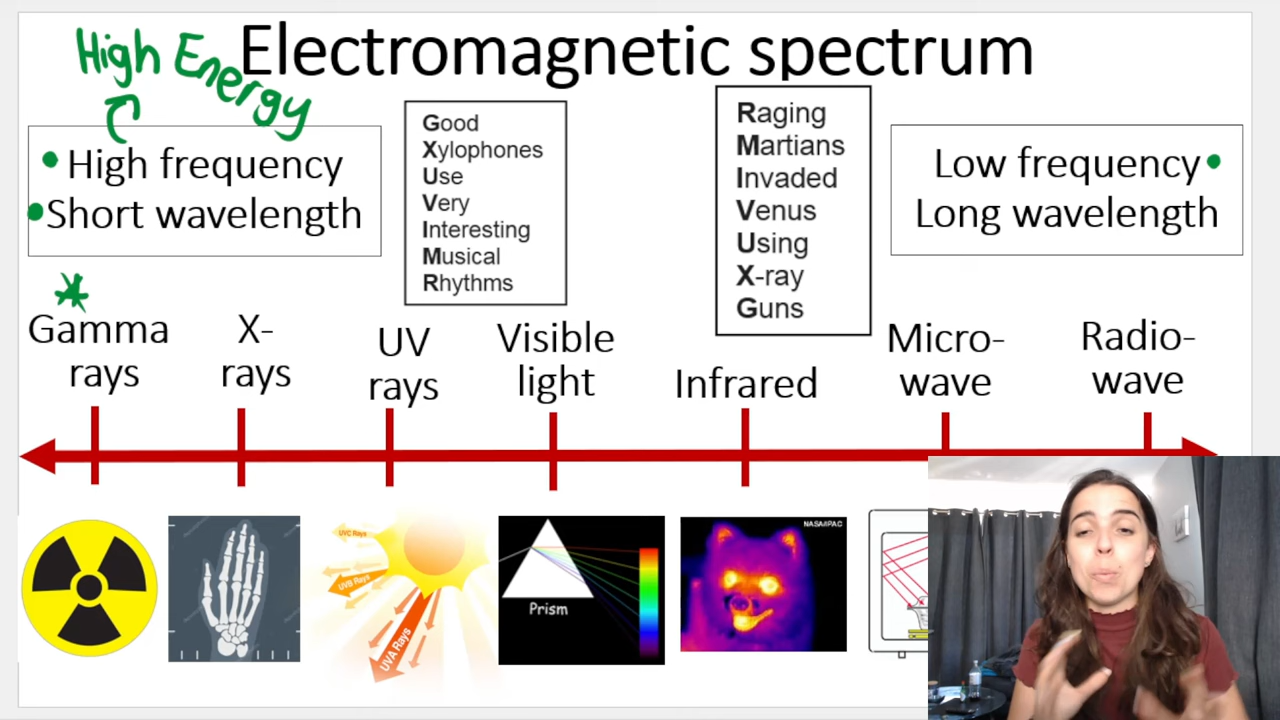 Electromagnetic spectrum
High Energy
High frequency
Short wavelength
Good
Xylophones
Use
Very
Interesting
Musical
Rhythms
Raging
Martians
Invaded
Venus
Using
X-ray
Guns
Low frequency
Long wavelength
Gamma
rays
X-
rays
UV
rays
Visible
light
Infrared
Micro-
wave
Radio-
wave
UVC Rays
UVB Rays
UVA Rays
Prism
NASA/IPAC